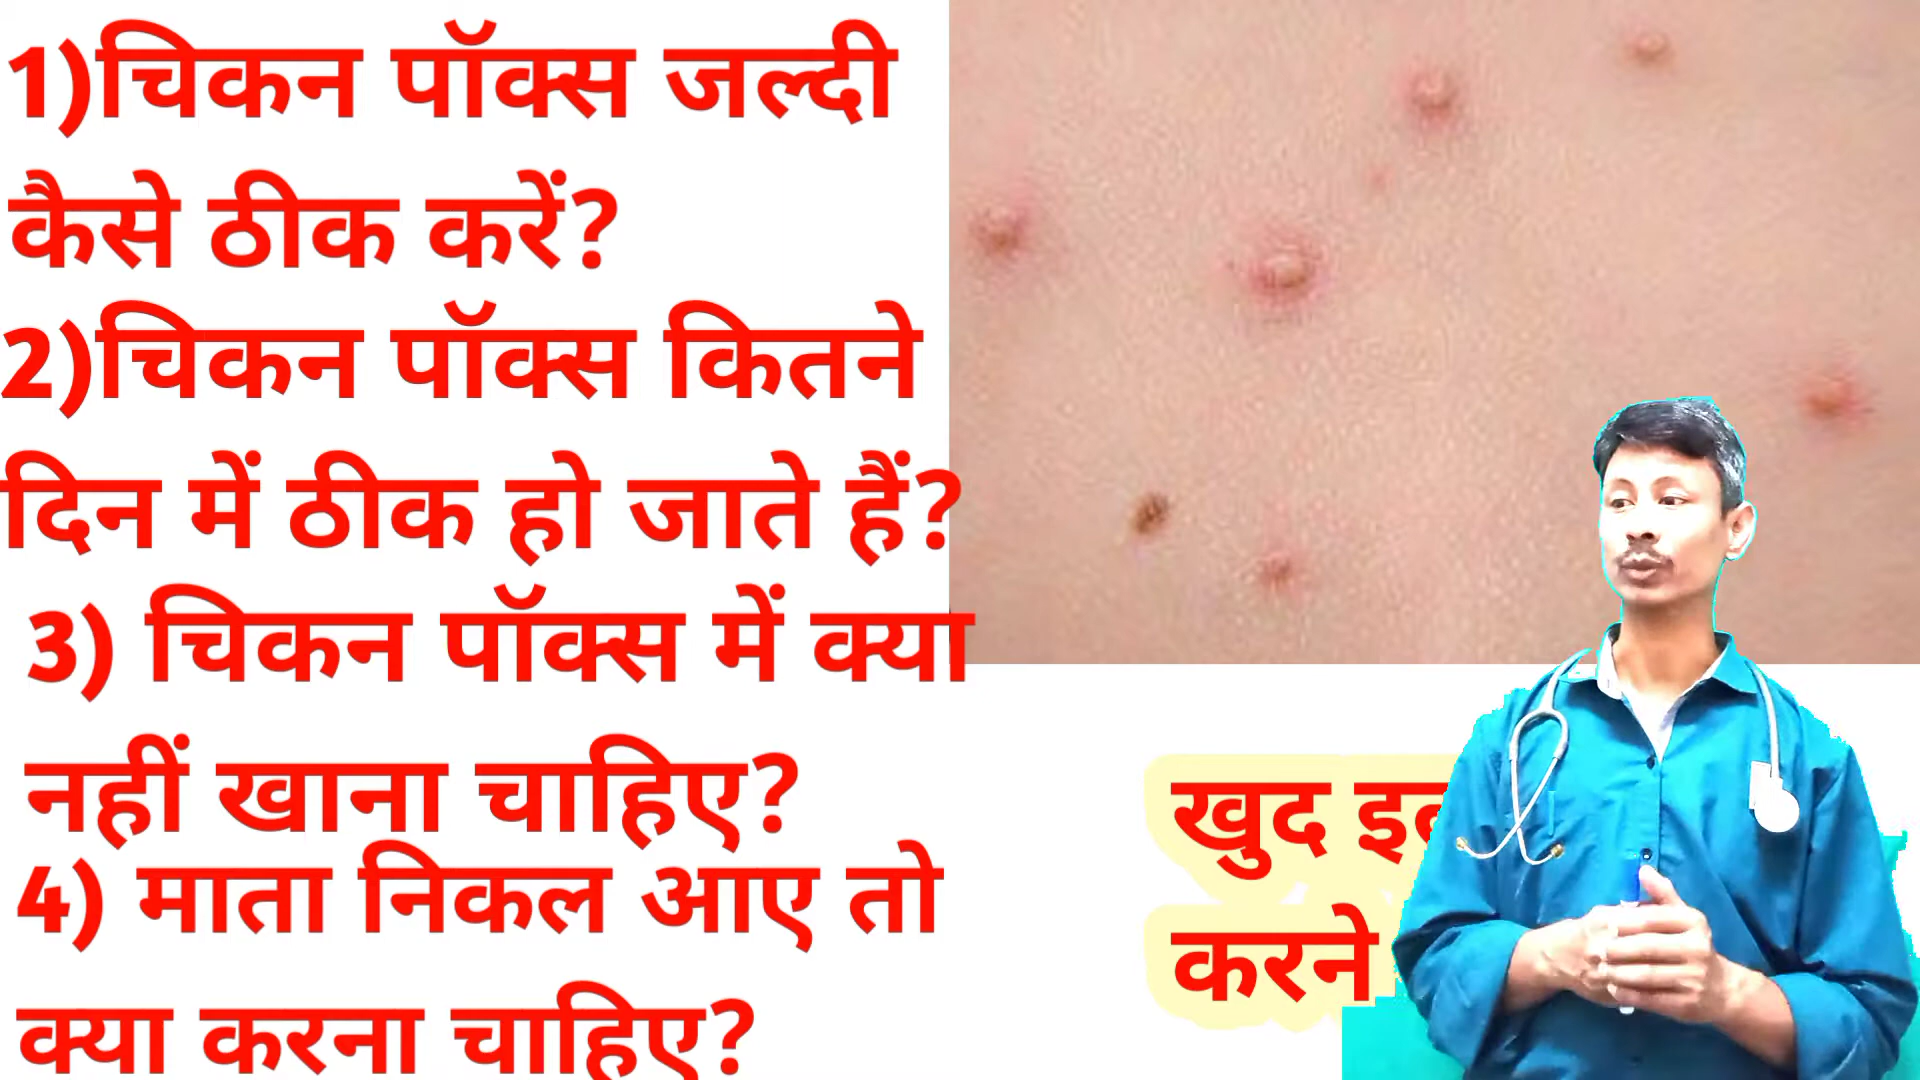 1)चिकन पॉक्स जल्दी
कैसे ठीक करें?
2)चिकन पॉक्स कितने
दिन में ठीक हो जाते हैं?
3) चिकन पॉक्स में क्या
नहीं खाना चाहिए?
4) माता निकल आए तो
क्या करना चाहिए?
खुद
करने